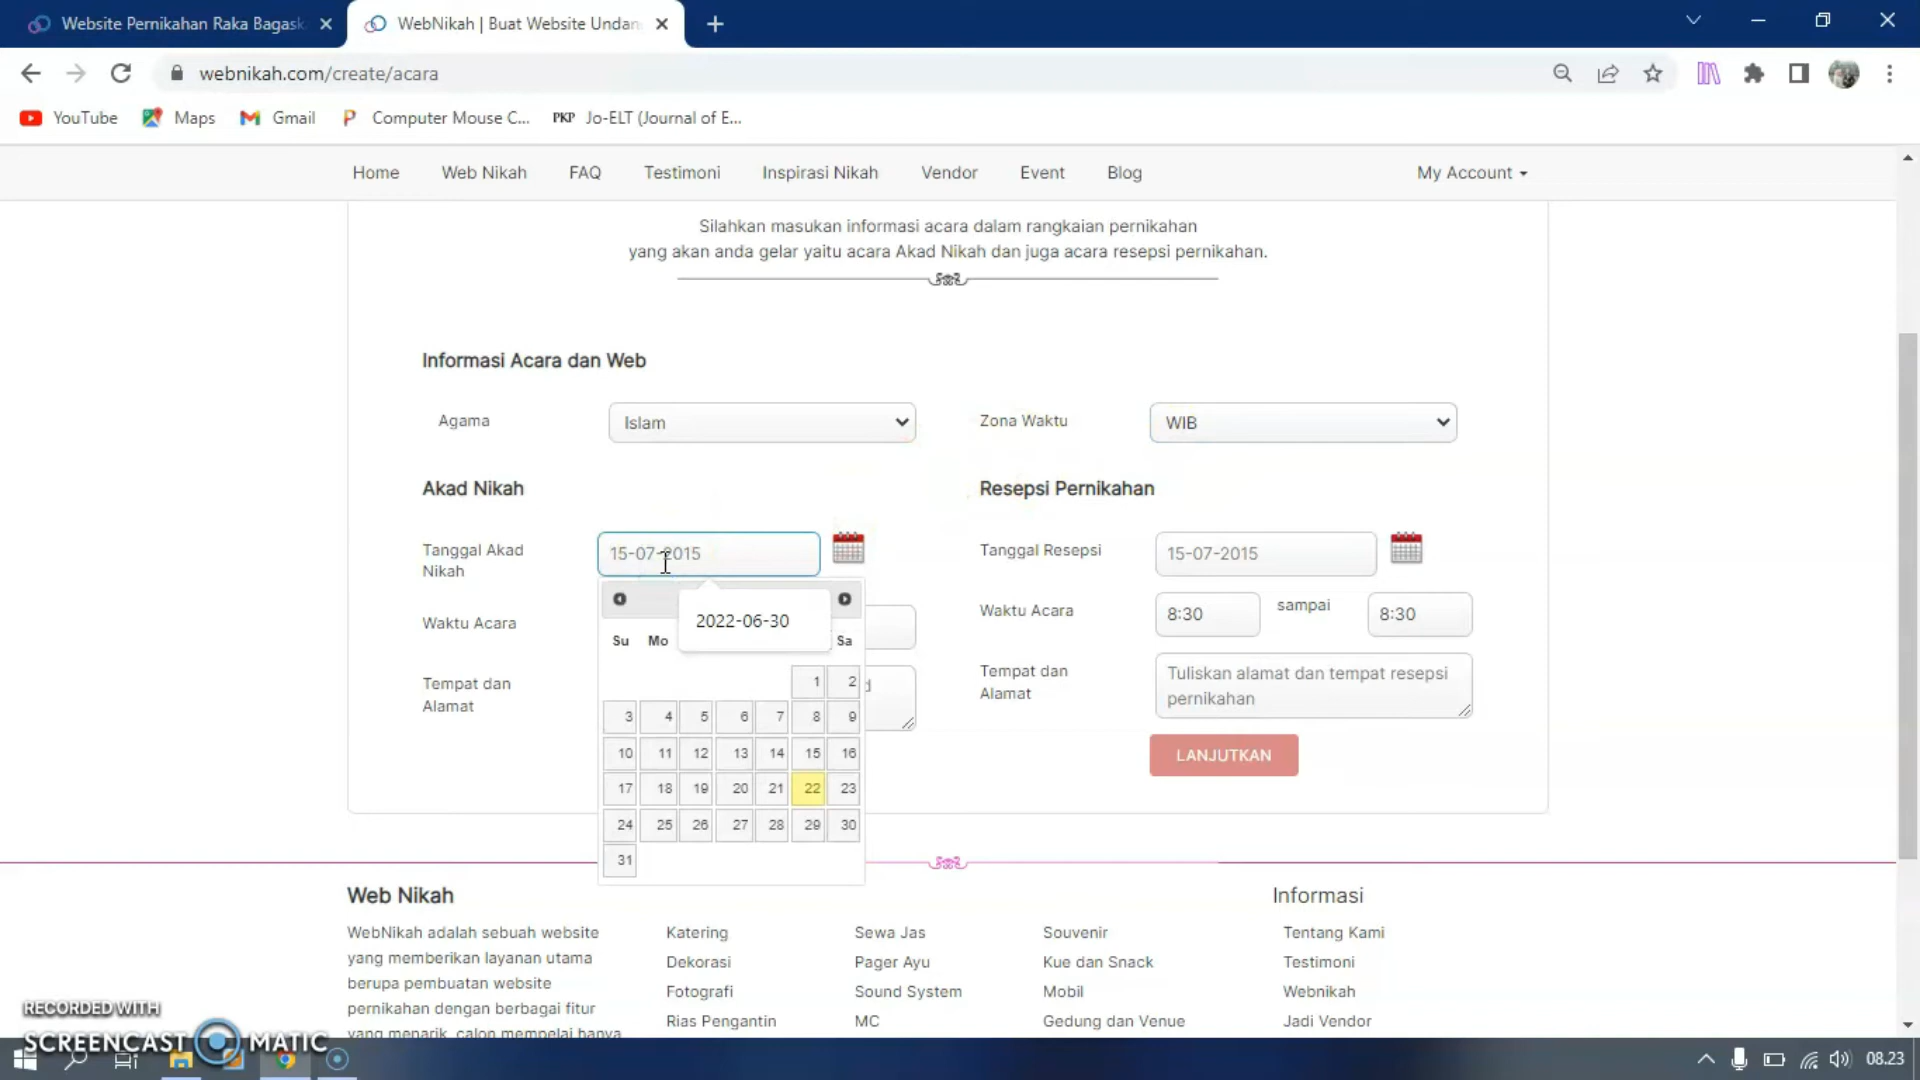 Website Pernikahan Raka Bagask
WebNikah | Buat Website Undan
webnikah.com/create/acara
YouTube
Maps
Gmail
Computer Mouse C...
PKP Jo-ELT (Journal of E...
Home
Web Nikah
FAQ
Testimoni
Inspirasi Nikah
Vendor
Event
Blog
My Account
Silahkan masukan informasi acara dalam rangkaian pernikahan
yang akan anda gelar yaitu acara Akad Nikah dan juga acara resepsi pernikahan.
Informasi Acara dan Web
Agama
Islam
Zona Waktu
WIB
Akad Nikah
Resepsi Pernikahan
Tanggal Akad
Nikah
15-07-2015
Tanggal Resepsi
15-07-2015
2022-06-30
Su Mo Sa
1 2
3 4 5 6 7 8 9
10 11 12 13 14 15 16
17 18 19 20 21 22 23
24 25 26 27 28 29 30
31
Waktu Acara
Waktu Acara
8:30
sampai
8:30
Tempat dan
Alamat
Tempat dan
Alamat
Tuliskan alamat dan tempat resepsi
pernikahan
LANJUTKAN
Web Nikah
WebNikah adalah sebuah website
yang memberikan layanan utama
berupa pembuatan website
pernikahan dengan berbagai fitur
yang menarik, calon mempelai hanya
Katering
Dekorasi
Fotografi
Rias Pengantin
Sewa Jas
Pager Ayu
Sound System
MC
Souvenir
Kue dan Snack
Mobil
Gedung dan Venue
Informasi
Tentang Kami
Testimoni
Webnikah
Jadi Vendor
RECORDED WITH
SCREENCAST MATIC
08.23